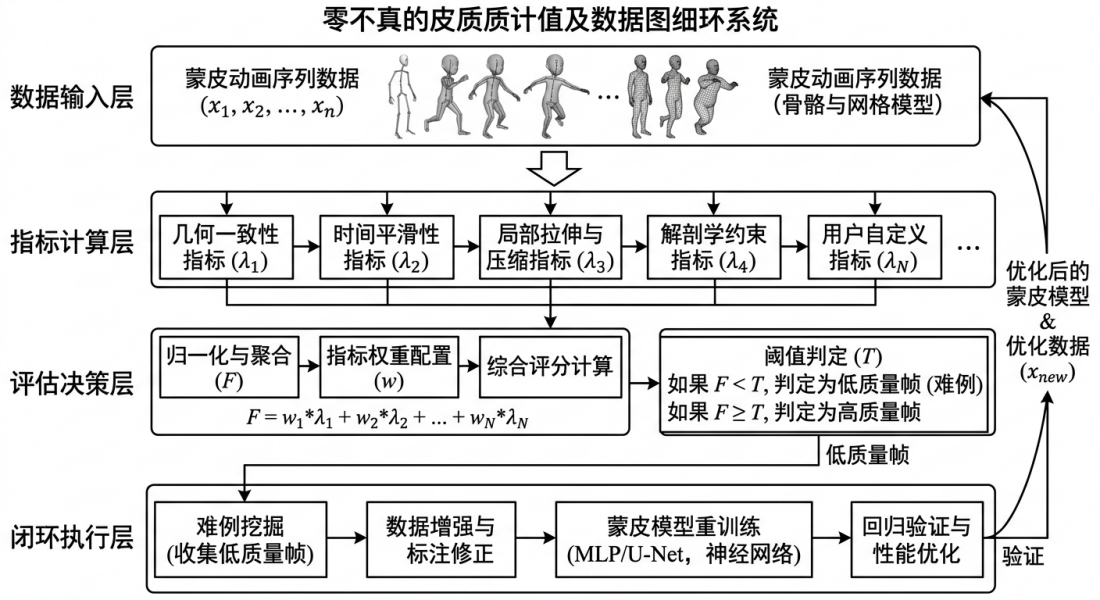 零不真的皮质质计值及数据图细环系统
数据输入层
蒙皮动画序列数据
(x₁, x₂, ..., xₙ)
...
蒙皮动画序列数据
(骨骼与网格模型)
指标计算层
几何一致性
指标 (λ₁)
时间平滑性
指标 (λ₂)
局部拉伸与
压缩指标 (λ₃)
解剖学约束
指标 (λ₄)
用户自定义
指标 (λ_N)
...
优化后的
蒙皮模型
&
优化数据
(x_new)
评估决策层
归一化与聚合
(F)
指标权重配置
(w)
综合评分计算
F = w₁*λ₁ + w₂*λ₂ + ... + w_N*λ_N
阈值判定 (T)
如果 F < T, 判定为低质量帧 (难例)
如果 F ≥ T, 判定为高质量帧
低质量帧
闭环执行层
难例挖掘
(收集低质量帧)
数据增强与
标注修正
蒙皮模型重训练
(MLP/U-Net，神经网络)
回归验证与
性能优化
验证